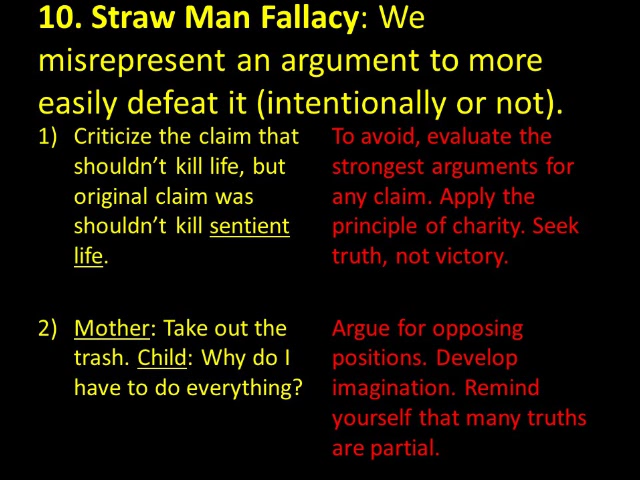 10. Straw Man Fallacy: We
misrepresent an argument to more
easily defeat it (intentionally or not).
1) Criticize the claim that
shouldn’t kill life, but
original claim was
shouldn’t kill sentient
life.
To avoid, evaluate the
strongest arguments for
any claim. Apply the
principle of charity. Seek
truth, not victory.
2) Mother: Take out the
trash. Child: Why do I
have to do everything?
Argue for opposing
positions. Develop
imagination. Remind
yourself that many truths
are partial.